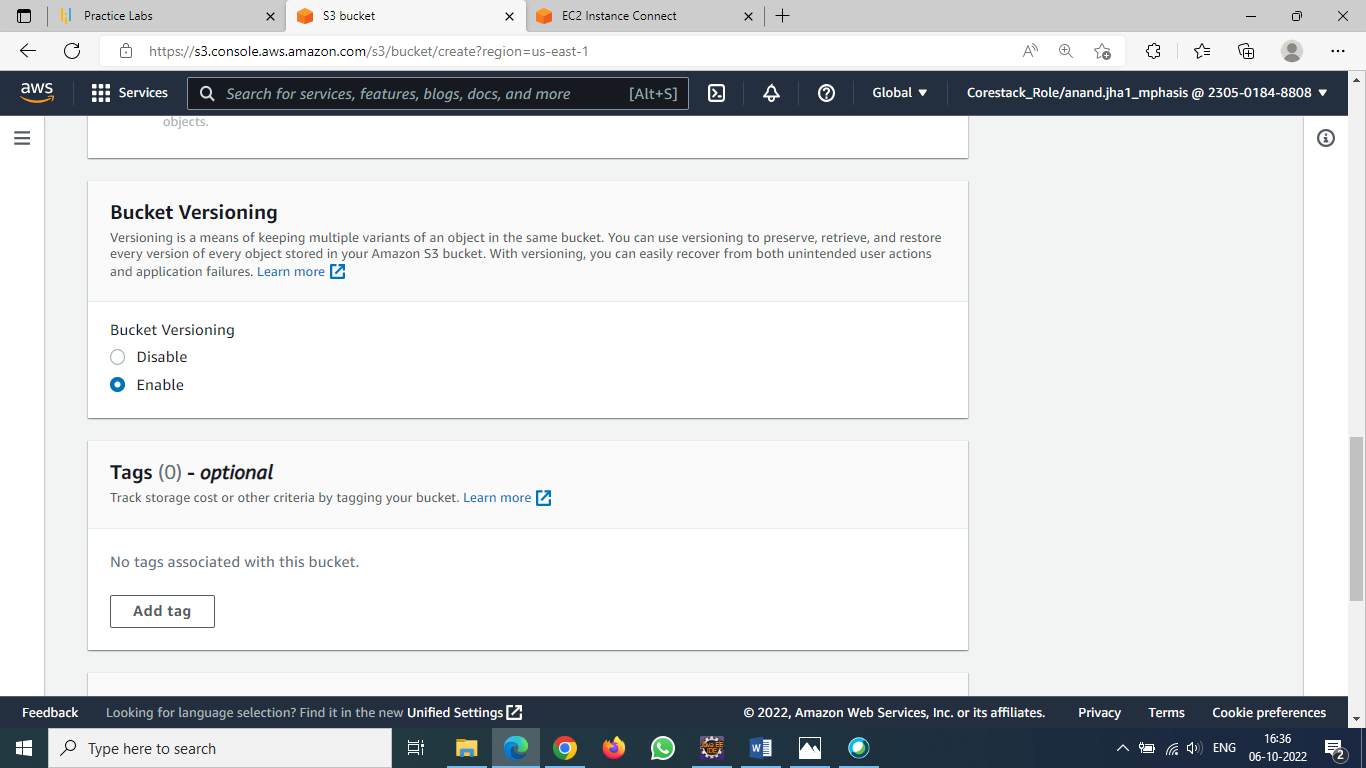 Practice Labs
S3 bucket
EC2 Instance Connect
https://s3.console.aws.amazon.com/s3/bucket/create?region=us-east-1
aws
Services
Search for services, features, blogs, docs, and more [Alt+S]
Global
Corestack_Role/anand.jha1_mphasis @ 2305-0184-8808
objects.
Bucket Versioning
Versioning is a means of keeping multiple variants of an object in the same bucket. You can use versioning to preserve, retrieve, and restore
every version of every object stored in your Amazon S3 bucket. With versioning, you can easily recover from both unintended user actions
and application failures. Learn more
Bucket Versioning
Disable
Enable
Tags (0) - optional
Track storage cost or other criteria by tagging your bucket. Learn more
No tags associated with this bucket.
Add tag
Feedback
Looking for language selection? Find it in the new Unified Settings
© 2022, Amazon Web Services, Inc. or its affiliates.
Privacy
Terms
Cookie preferences
Type here to search
ENG
16:36
06-10-2022
2